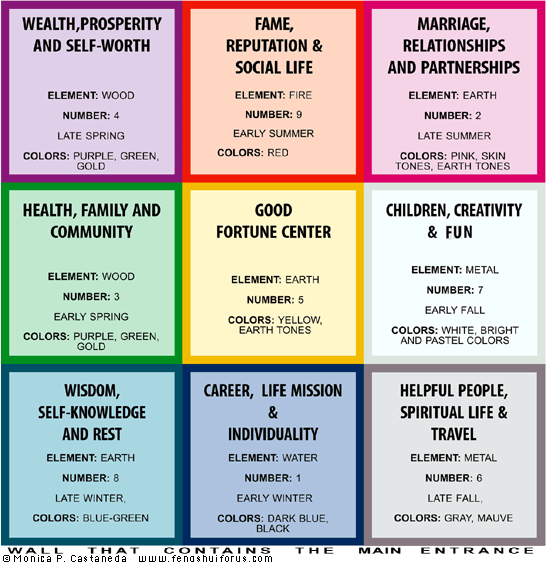 WEALTH,PROSPERITY
AND SELF-WORTH
ELEMENT: WOOD
NUMBER: 4
LATE SPRING
COLORS: PURPLE, GREEN,
GOLD
FAME,
REPUTATION &
SOCIAL LIFE
ELEMENT: FIRE
NUMBER: 9
EARLY SUMMER
COLORS: RED
MARRIAGE,
RELATIONSHIPS
AND PARTNERSHIPS
ELEMENT: EARTH
NUMBER: 2
LATE SUMMER
COLORS: PINK, SKIN
TONES, EARTH TONES
HEALTH, FAMILY AND
COMMUNITY
ELEMENT: WOOD
NUMBER: 3
EARLY SPRING
COLORS: PURPLE, GREEN,
GOLD
GOOD
FORTUNE CENTER
ELEMENT: EARTH
NUMBER: 5
COLORS: YELLOW,
EARTH TONES
CHILDREN, CREATIVITY
& FUN
ELEMENT: METAL
NUMBER: 7
EARLY FALL
COLORS: WHITE, BRIGHT
AND PASTEL COLORS
WISDOM,
SELF-KNOWLEDGE
AND REST
ELEMENT: EARTH
NUMBER: 8
LATE WINTER,
COLORS: BLUE-GREEN
CAREER, LIFE MISSION
&
INDIVIDUALITY
ELEMENT: WATER
NUMBER: 1
EARLY WINTER
COLORS: DARK BLUE,
BLACK
HELPFUL PEOPLE,
SPIRITUAL LIFE &
TRAVEL
ELEMENT: METAL
NUMBER: 6
LATE FALL,
COLORS: GRAY, MAUVE
WALL THAT CONTAINS THE MAIN ENTRANCE
© Monica P. Castaneda www.fengshuiforus.com